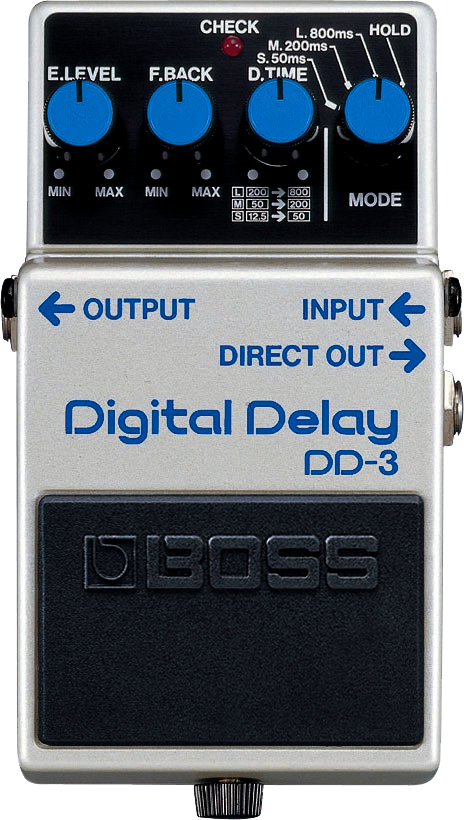 CHECK
L. 800ms
HOLD
M. 200ms
S. 50ms
E.LEVEL
F.BACK
D.TIME
MIN
MAX
MIN
MAX
L 200 → 800
M 50 → 200
S 12.5 → 50
MODE
← OUTPUT
INPUT ←
DIRECT OUT →
Digital Delay
DD-3
BOSS